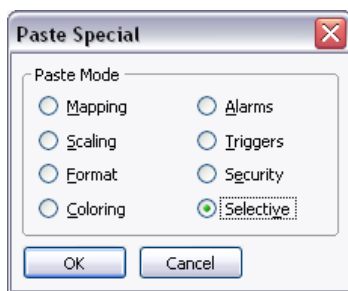 Paste Special
Paste Mode
Mapping
Alarms
Scaling
Triggers
Format
Security
Coloring
Selective
OK
Cancel